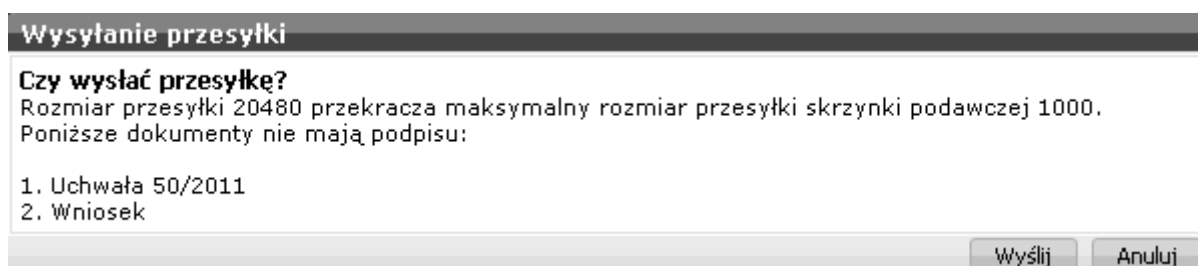 Wysyłanie przesyłki
Czy wysłać przesyłkę?
Rozmiar przesyłki 20480 przekracza maksymalny rozmiar przesyłki skrzynki podawczej 1000.
Poniższe dokumenty nie mają podpisu:
1. Uchwała 50/2011
2. Wniosek
Wyślij Anuluj